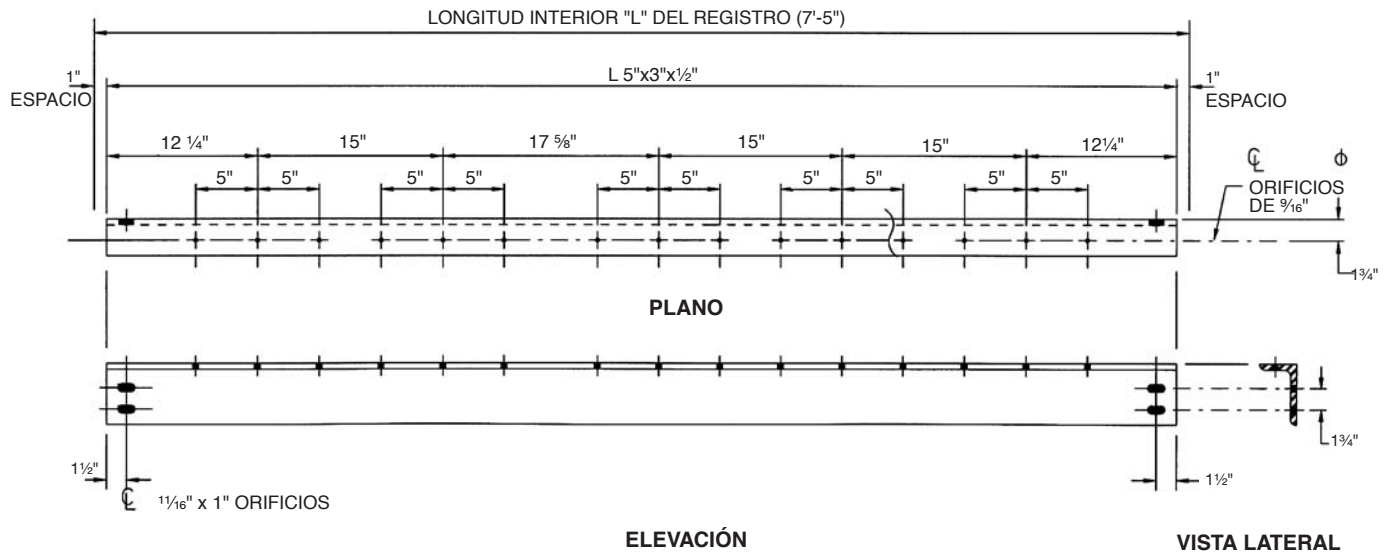 LONGITUD INTERIOR "L" DEL REGISTRO (7'-5")
1"
ESPACIO
L 5"x3"x½"
1"
ESPACIO
12 ¼"
15"
17 ⅝"
15"
15"
12¼"
5"
5"
5"
5"
5"
5"
5"
5"
5"
5"
℄
ϕ
ORIFICIOS
DE 9⁄16"
1¾"
PLANO
1¾"
1½"
℄
11⁄16" x 1" ORIFICIOS
1½"
ELEVACIÓN
VISTA LATERAL